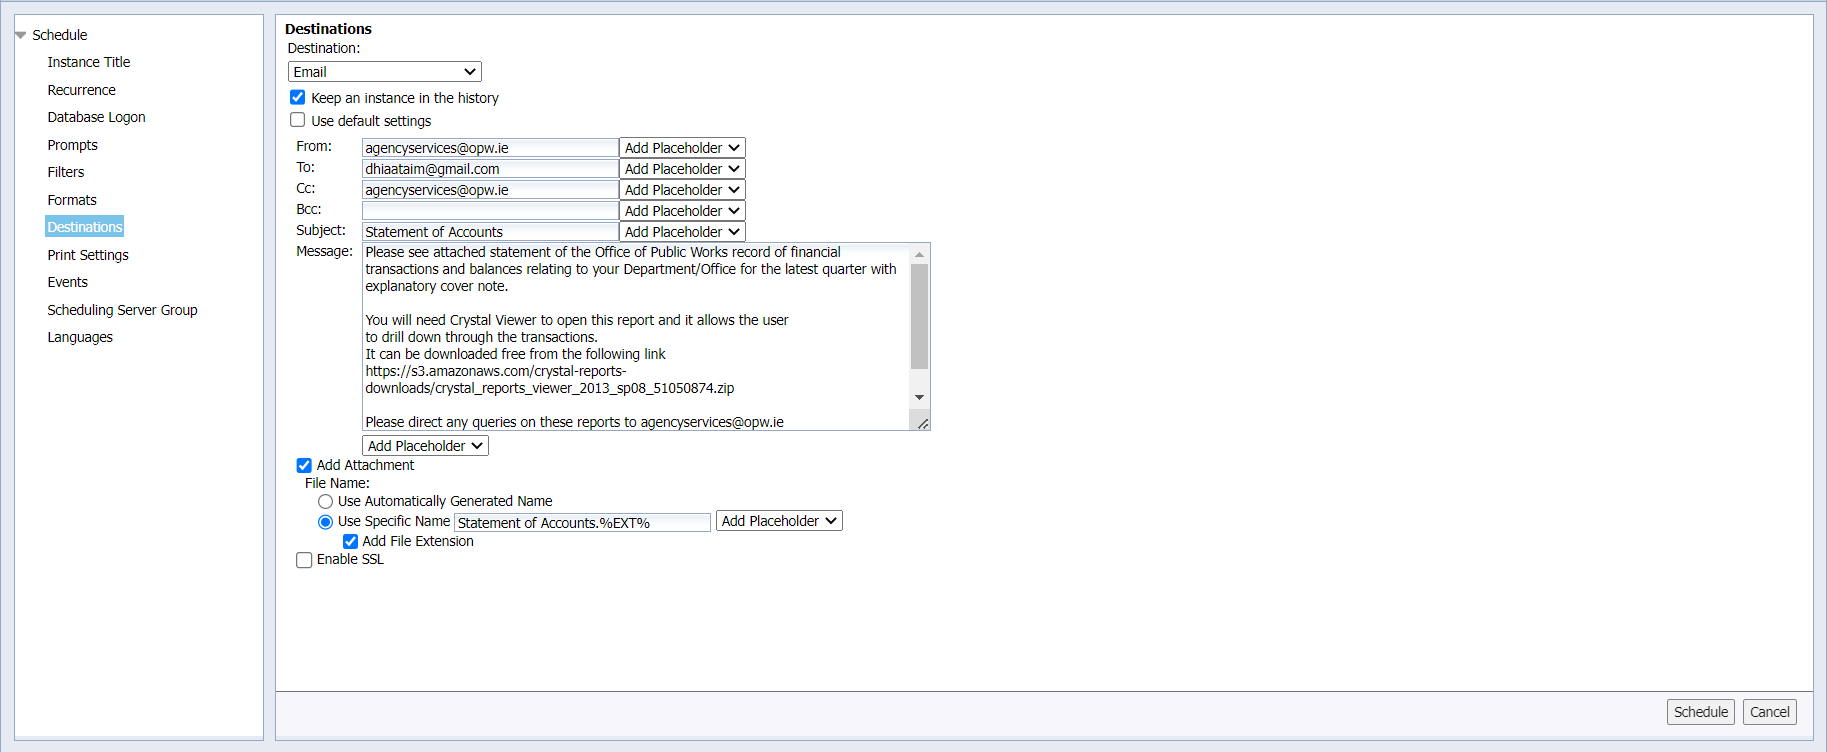 Schedule
Instance Title
Recurrence
Database Logon
Prompts
Filters
Formats
Destinations
Print Settings
Events
Scheduling Server Group
Languages
Destinations
Destination:
Email
Keep an instance in the history
Use default settings
From: agencyservices@opw.ie Add Placeholder
To: dhiaataim@gmail.com Add Placeholder
Cc: agencyservices@opw.ie Add Placeholder
Bcc: Add Placeholder
Subject: Statement of Accounts Add Placeholder
Message: Please see attached statement of the Office of Public Works record of financial
transactions and balances relating to your Department/Office for the latest quarter with
explanatory cover note.
You will need Crystal Viewer to open this report and it allows the user
to drill down through the transactions.
It can be downloaded free from the following link
https://s3.amazonaws.com/crystal-reports-
downloads/crystal_reports_viewer_2013_sp08_51050874.zip
Please direct any queries on these reports to agencyservices@opw.ie
Add Placeholder
Add Attachment
File Name:
Use Automatically Generated Name
Use Specific Name Statement of Accounts.%EXT% Add Placeholder
Add File Extension
Enable SSL
Schedule Cancel